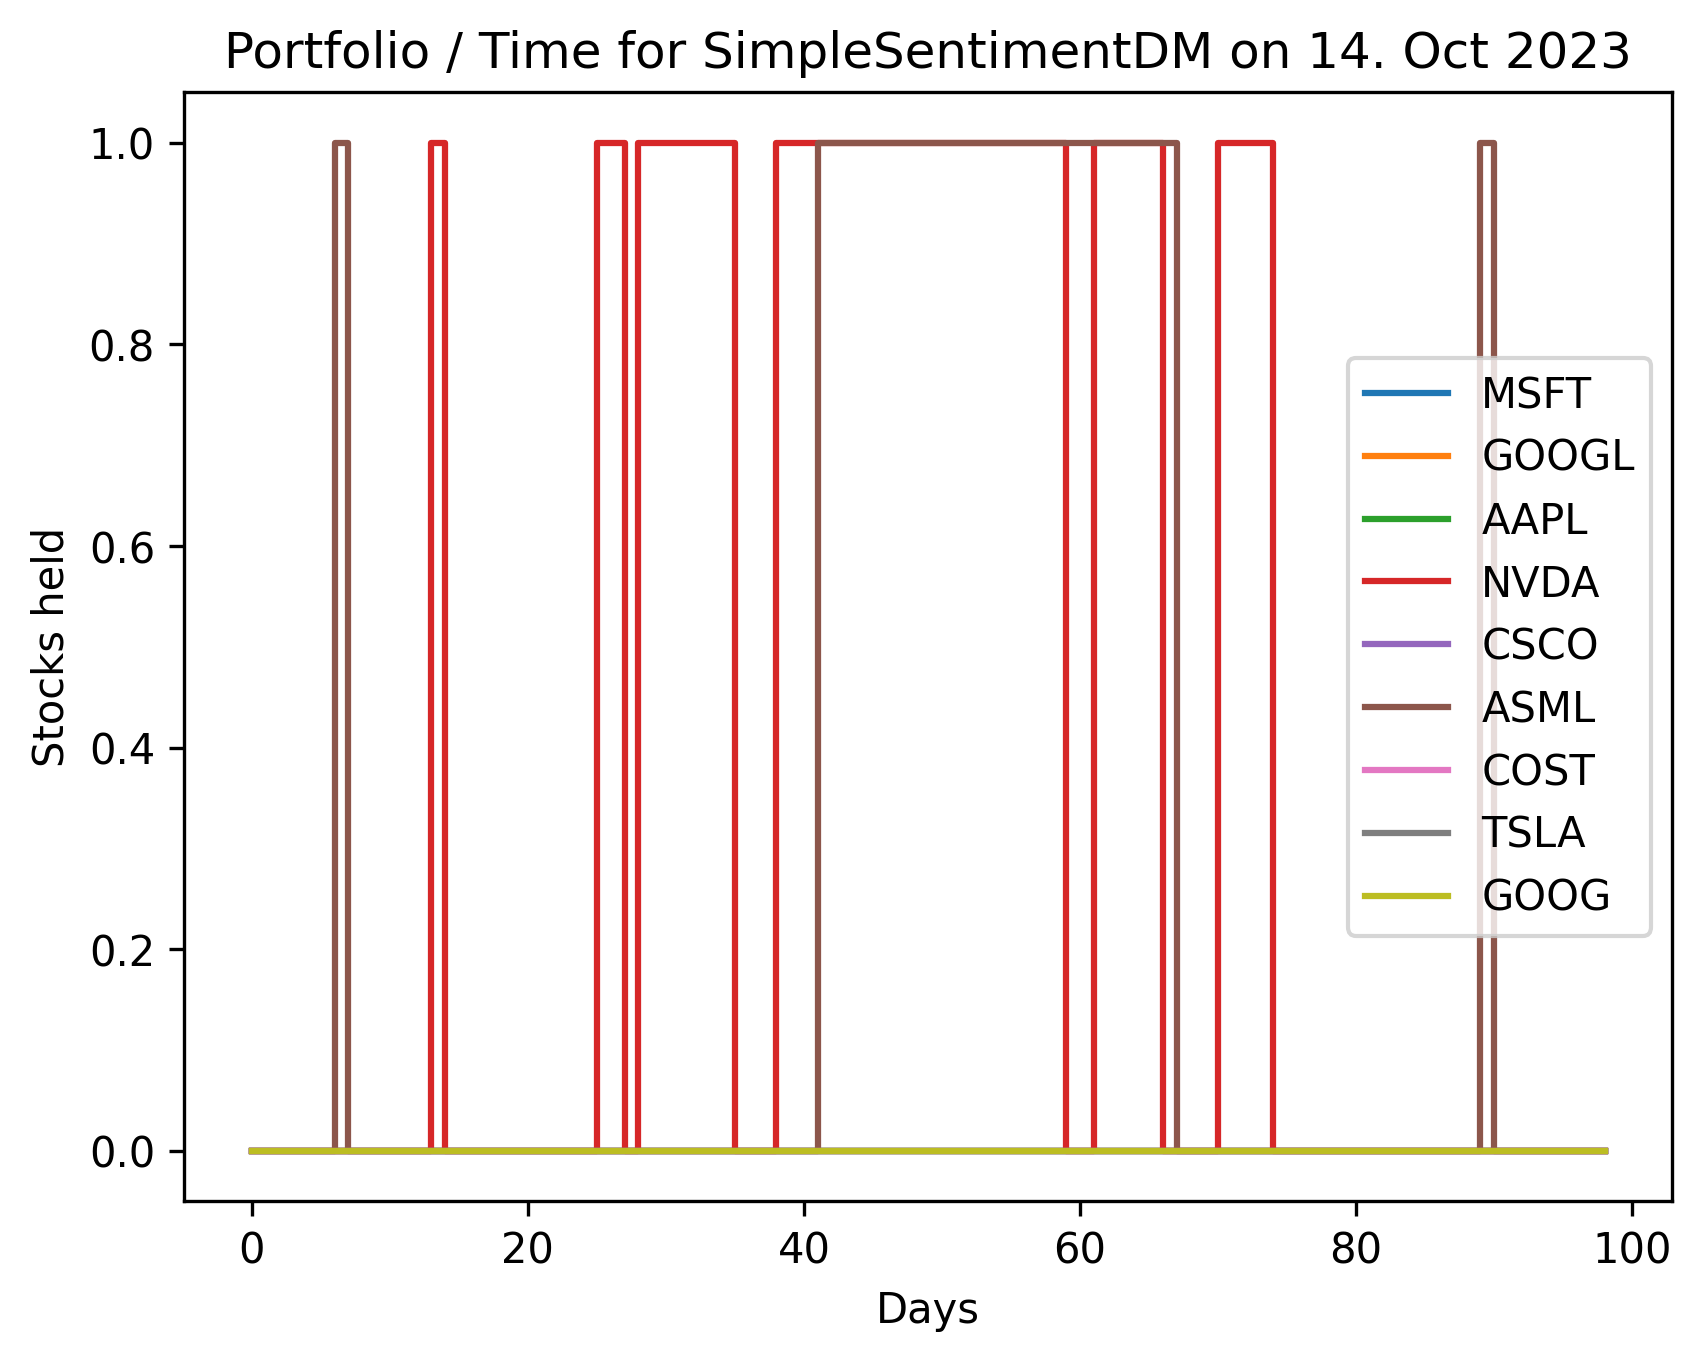 Portfolio / Time for SimpleSentimentDM on 14. Oct 2023
1.0
0.8
0.6
0.4
0.2
0.0
Stocks held
MSFT
GOOGL
AAPL
NVDA
CSCO
ASML
COST
TSLA
GOOG
0 20 40 60 80 100
Days